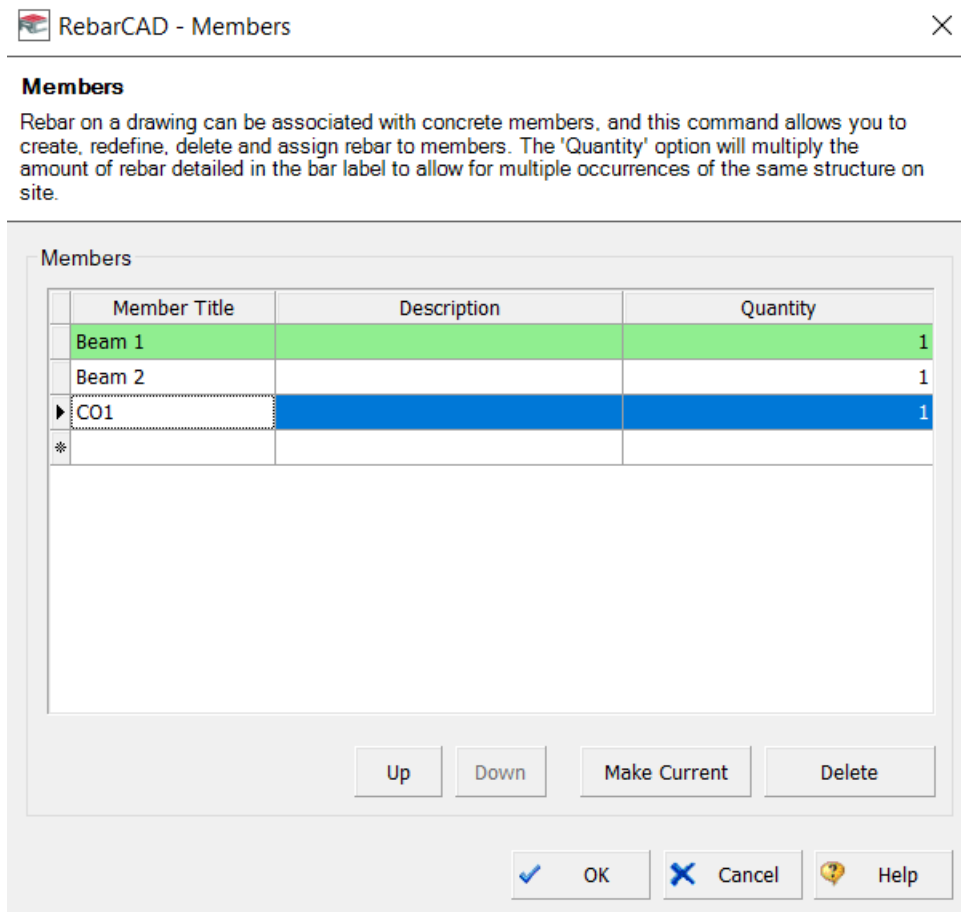 RebarCAD - Members
Members
Rebar on a drawing can be associated with concrete members, and this command allows you to
create, redefine, delete and assign rebar to members. The 'Quantity' option will multiply the
amount of rebar detailed in the bar label to allow for multiple occurrences of the same structure on
site.
Members
Member Title Description Quantity
Beam 1 1
Beam 2 1
CO1 1
Up Down Make Current Delete
OK Cancel Help